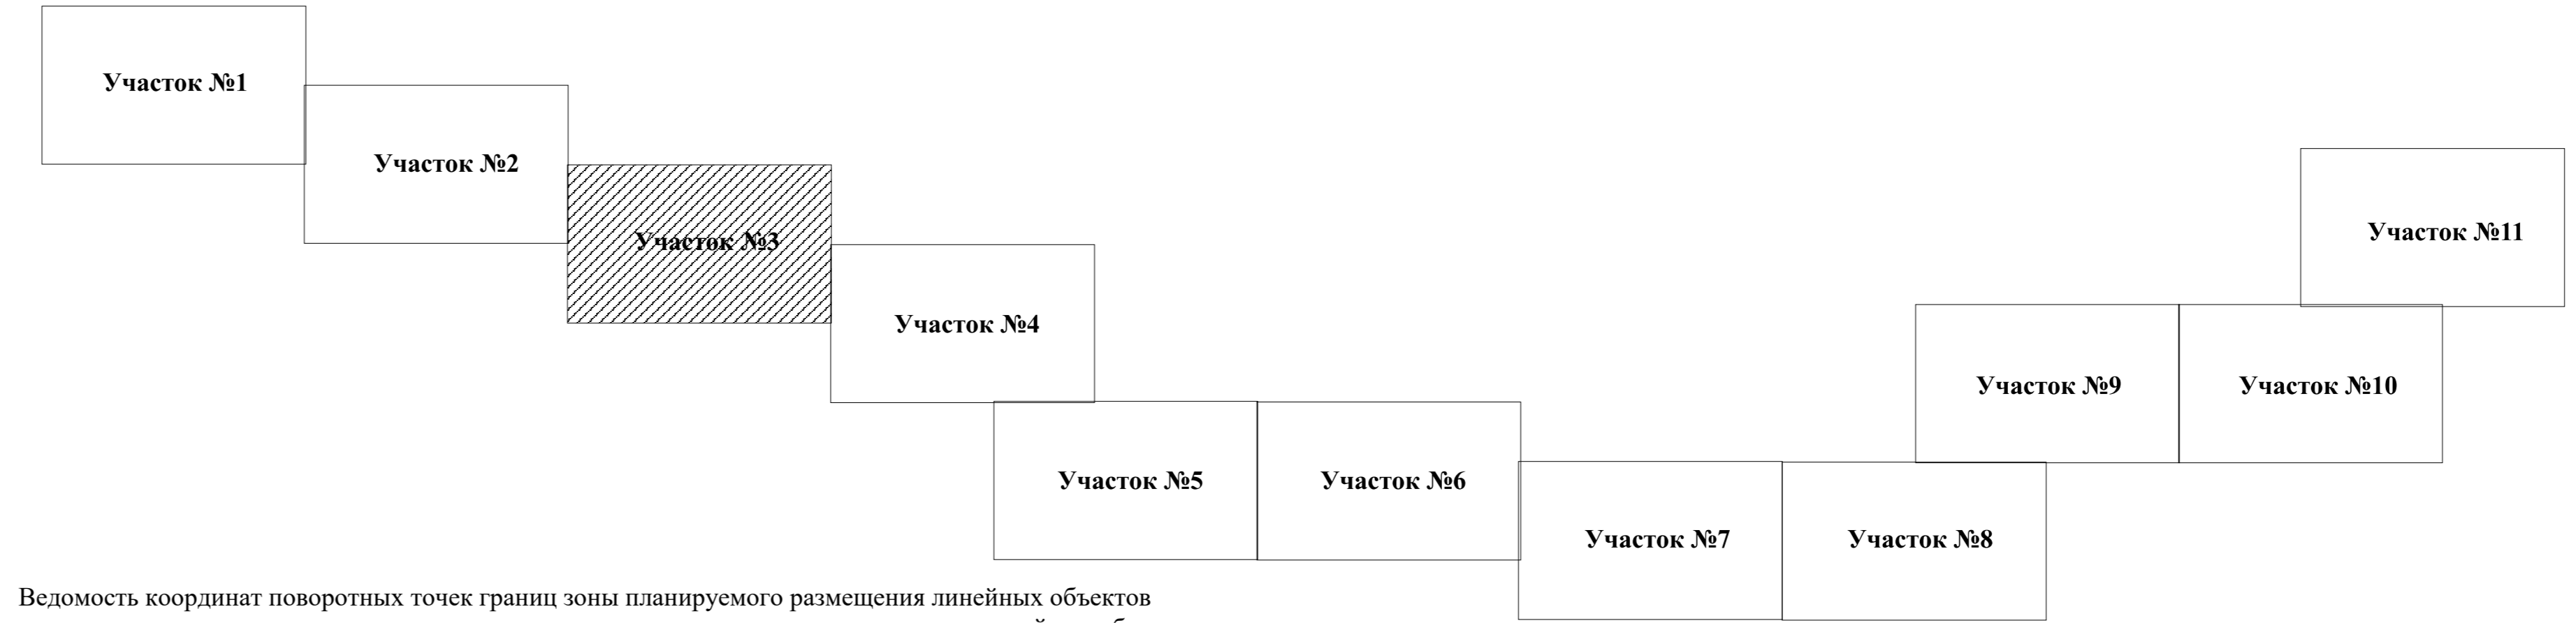 Участок №1
Участок №2
Участок №3
Участок №4
Участок №5
Участок №6
Участок №7
Участок №8
Участок №9
Участок №10
Участок №11
Ведомость координат поворотных точек границ зоны планируемого размещения линейных объектов